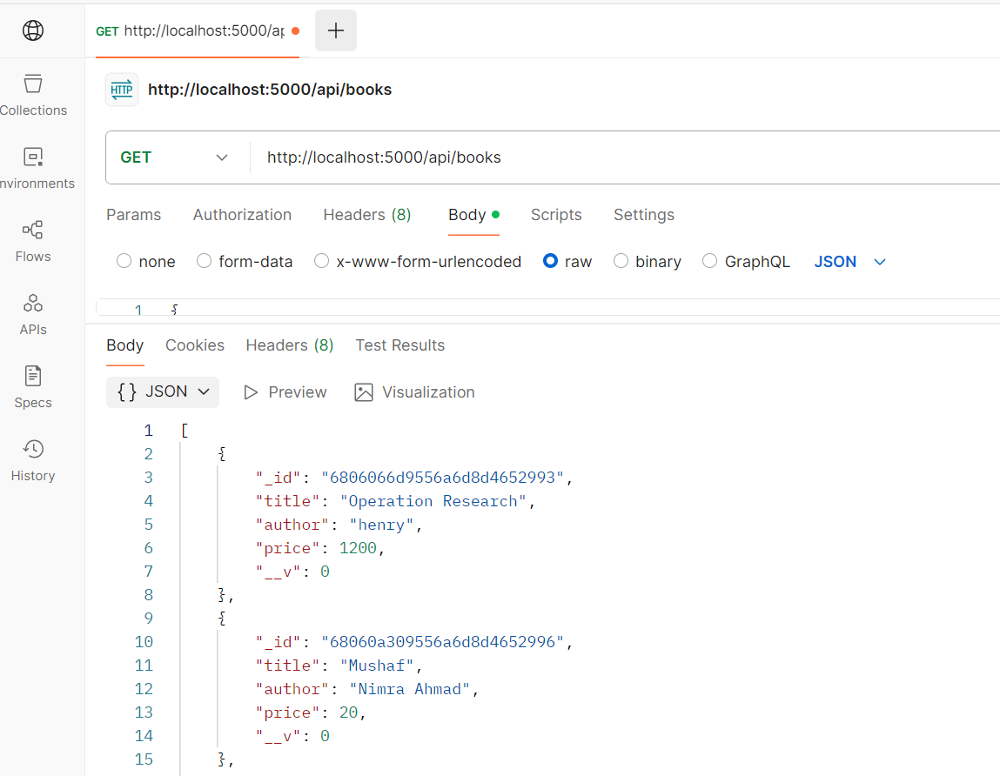 GET http://localhost:5000/ap
HTTP http://localhost:5000/api/books
GET http://localhost:5000/api/books
Collections
nvironments
Flows
APIs
Specs
History
Params Authorization Headers (8) Body Scripts Settings
none form-data x-www-form-urlencoded raw binary GraphQL JSON
1 {
Body Cookies Headers (8) Test Results
{} JSON Preview Visualization
1 [
2 {
3 "_id": "6806066d9556a6d8d4652993",
4 "title": "Operation Research",
5 "author": "henry",
6 "price": 1200,
7 "__v": 0
8 },
9 {
10 "_id": "68060a309556a6d8d4652996",
11 "title": "Mushaf",
12 "author": "Nimra Ahmad",
13 "price": 20,
14 "__v": 0
15 },